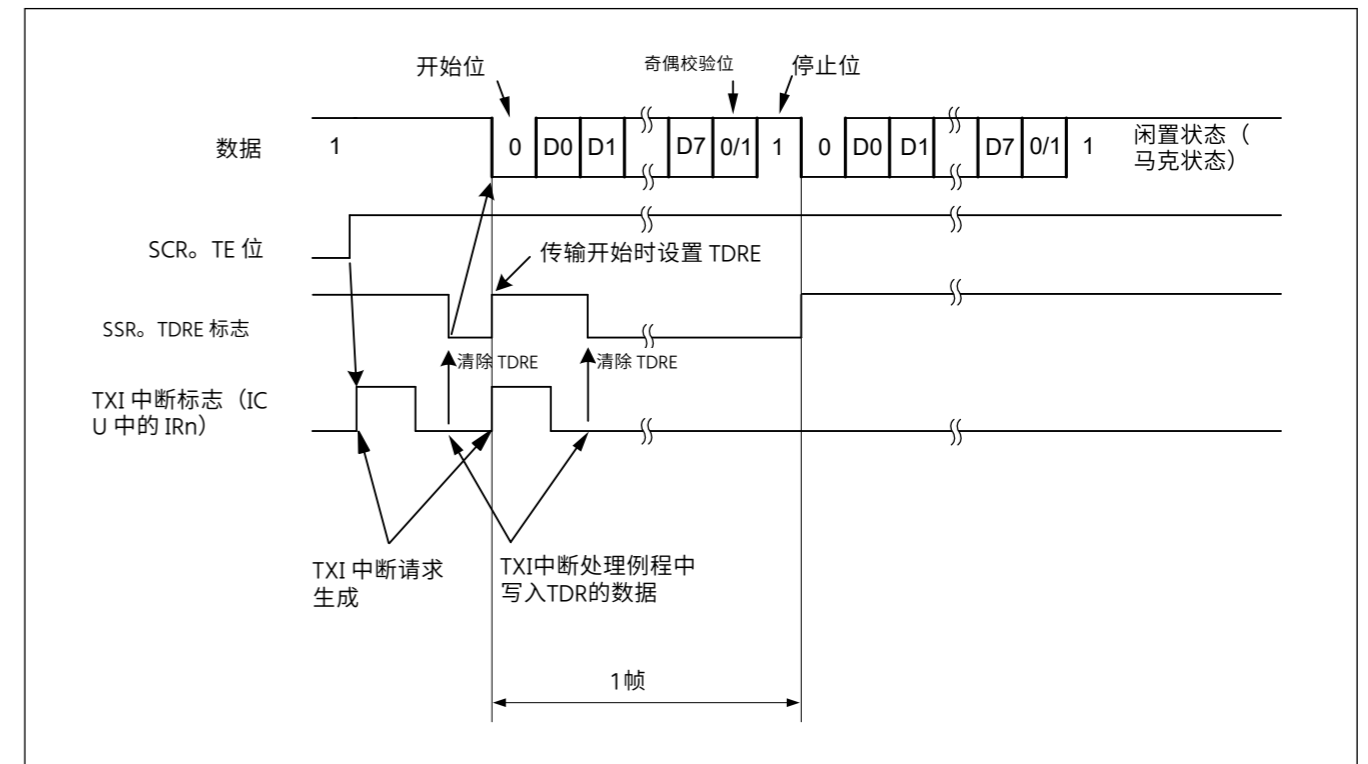 开始位
奇偶校验位
停止位
数据
1
0
D0
D1
D7
0/1
1
0
D0
D1
D7
0/1
1
闲置状态（
马克状态）
SCR。TE 位
传输开始时设置 TDRE
SSR。TDRE 标志
清除 TDRE
清除 TDRE
TXI 中断标志（IC
U 中的 IRn）
TXI 中断请求
生成
TXI中断处理例程中
写入TDR的数据
1帧